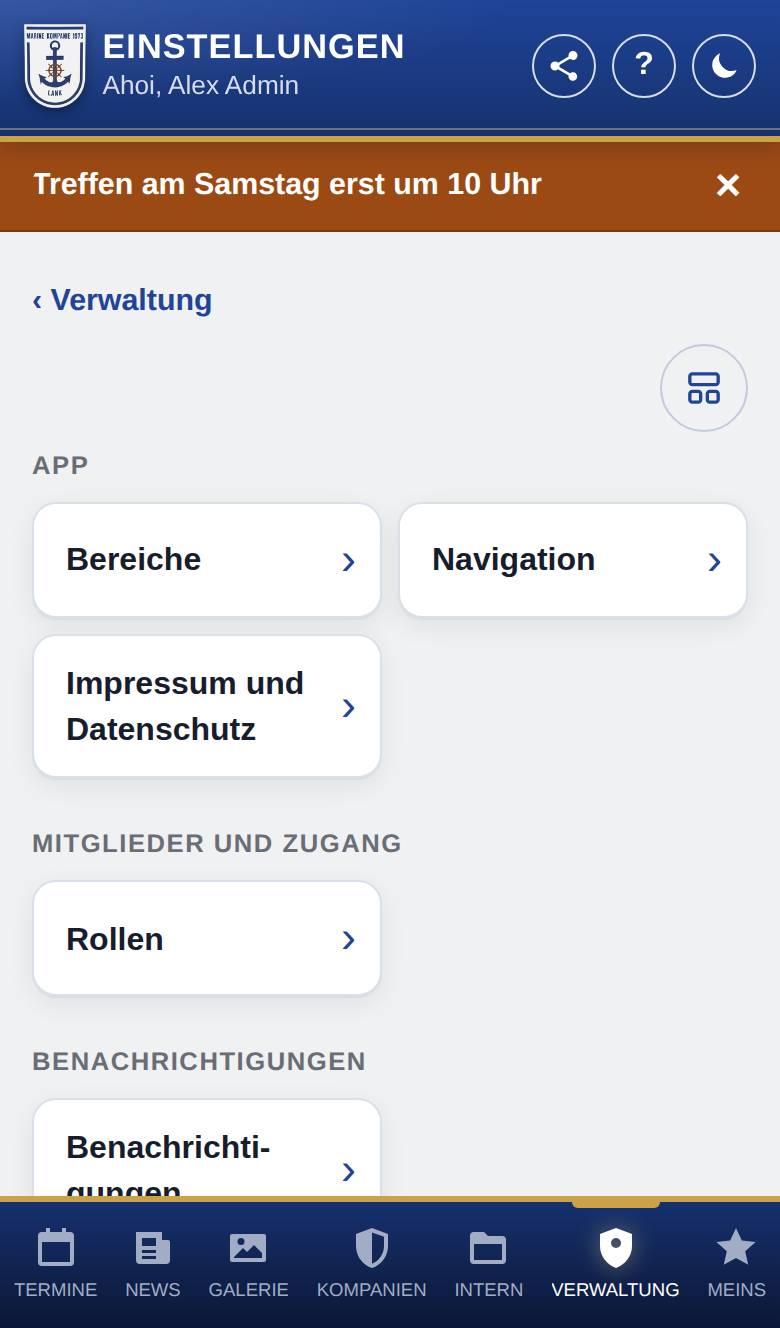 MARINE KOMPANIE 1973
LANK
EINSTELLUNGEN
Ahoi, Alex Admin
?
Treffen am Samstag erst um 10 Uhr
×
‹ Verwaltung
APP
Bereiche ›
Navigation ›
Impressum und
Datenschutz ›
MITGLIEDER UND ZUGANG
Rollen ›
BENACHRICHTIGUNGEN
Benachrichti-
gungen ›
TERMINE
NEWS
GALERIE
KOMPANIEN
INTERN
VERWALTUNG
MEINS